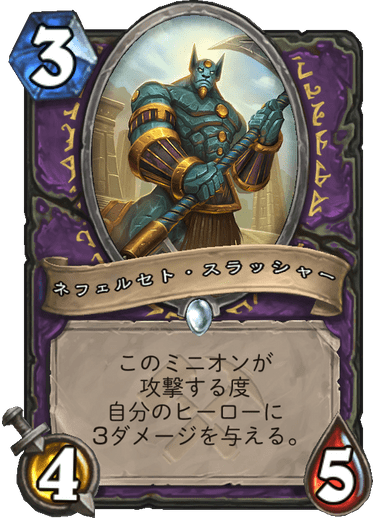 3
ネフェルセト・スラッシャー
このミニオンが
攻撃する度
自分のヒーローに
3ダメージを与える。
4
5